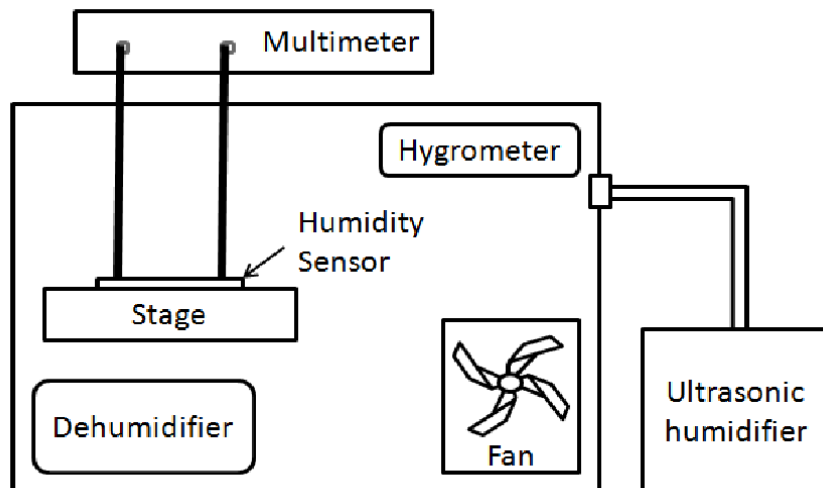 Multimeter
Hygrometer
Humidity
Sensor
Stage
Dehumidifier
Fan
Ultrasonic
humidifier